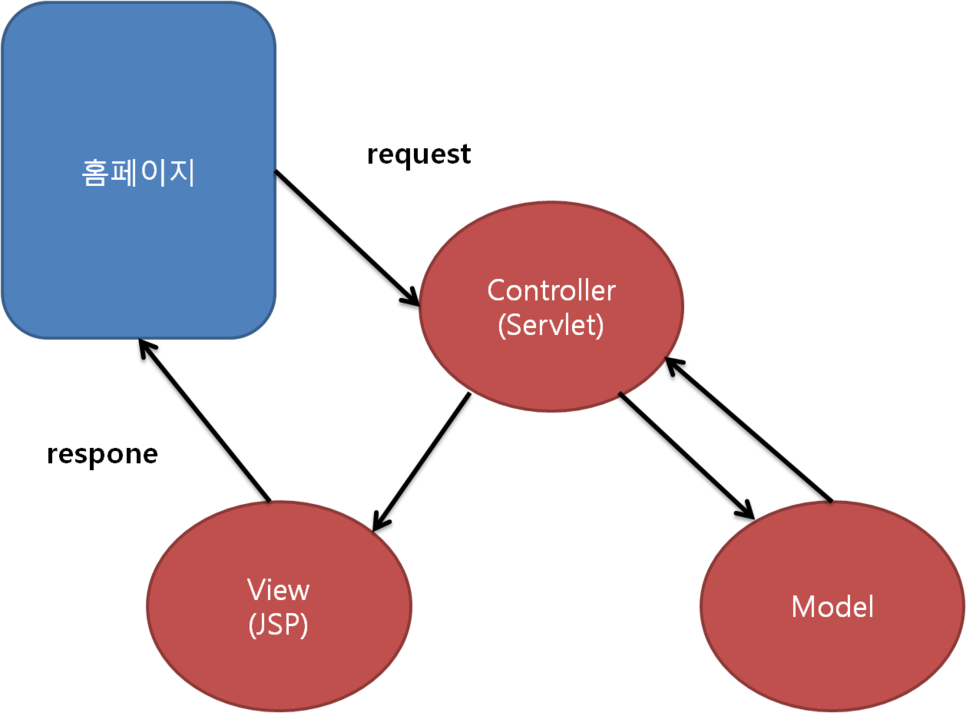 홈페이지
request
Controller
(Servlet)
respone
View
(JSP)
Model